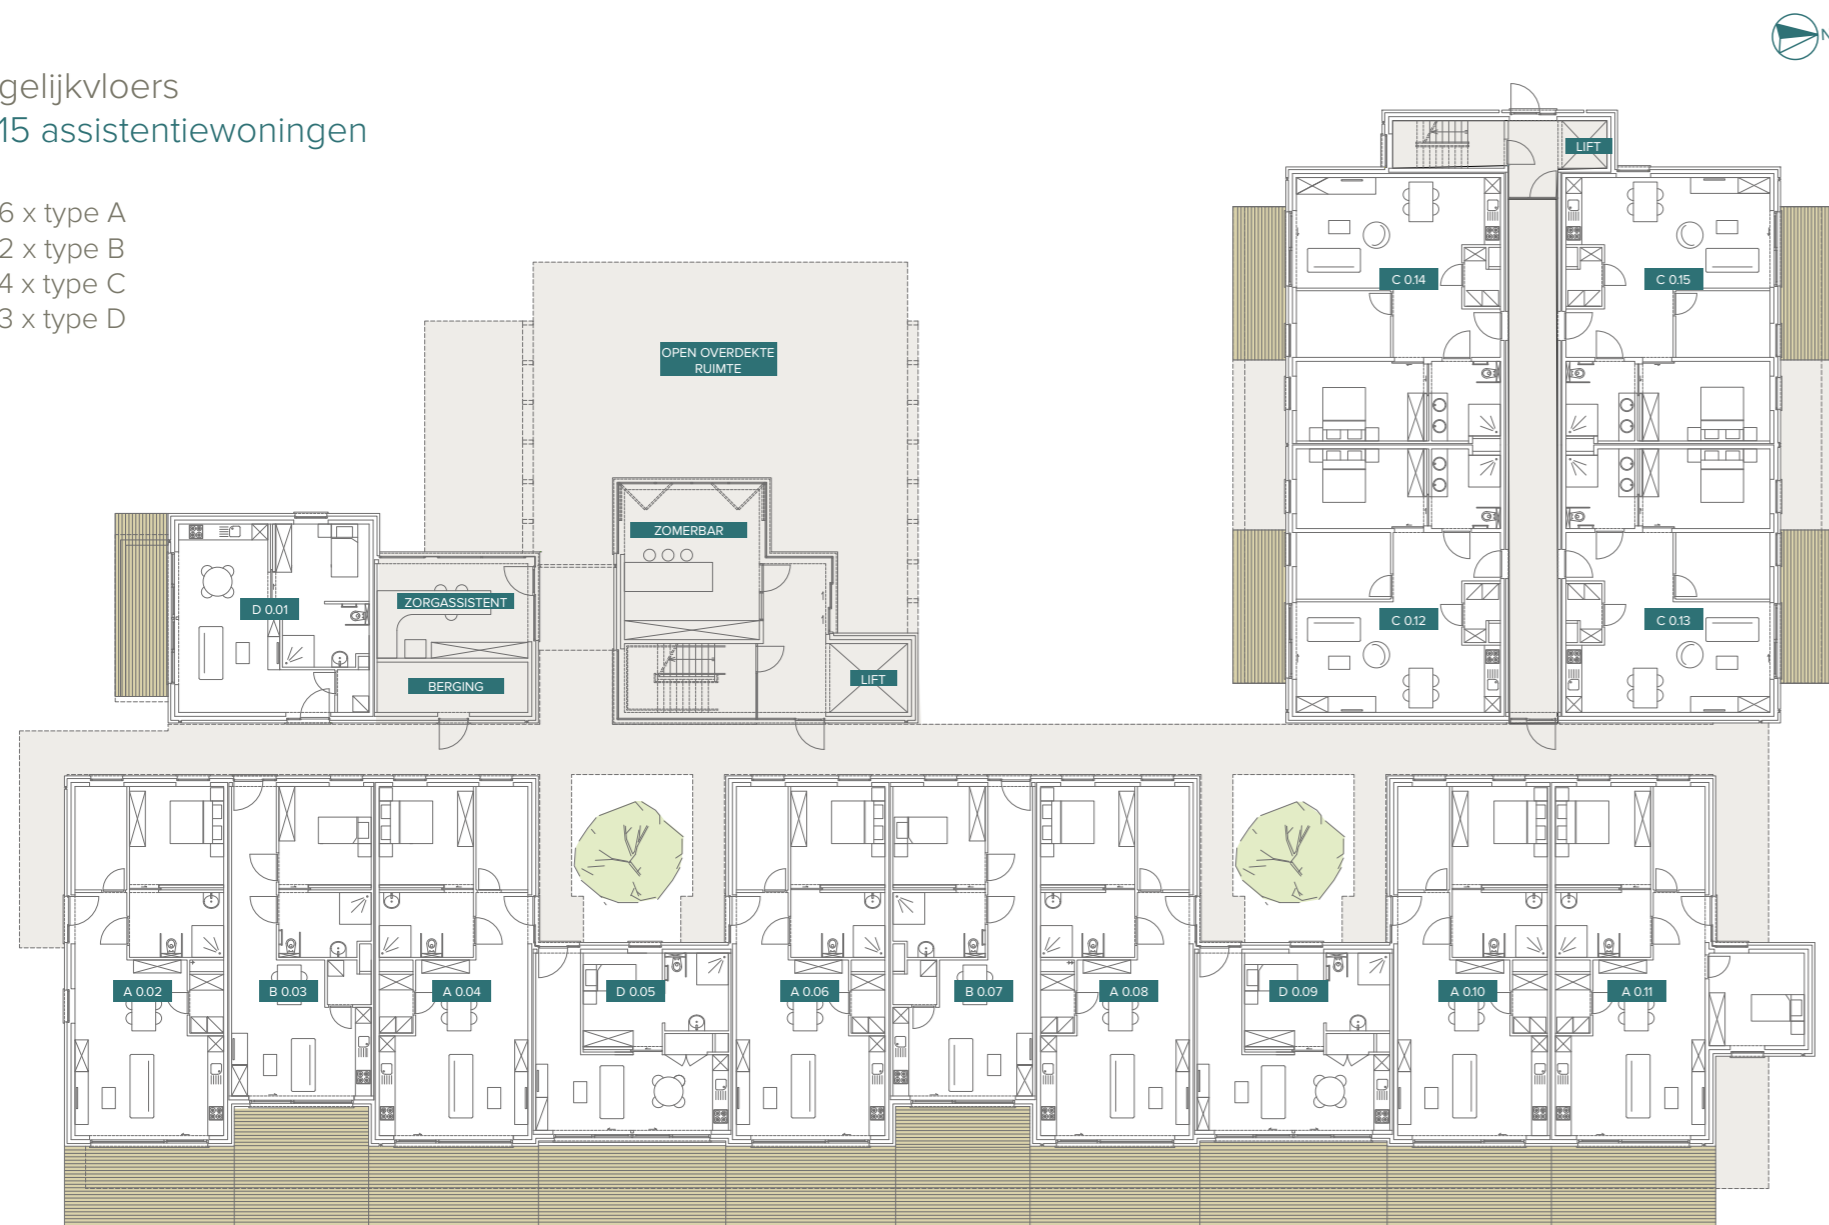 N
gelijkvloers
15 assistentiewoningen
6 x type A
2 x type B
4 x type C
3 x type D
LIFT
C 0.14
C 0.15
OPEN OVERDEKTE
RUIMTE
ZOMERBAR
ZORGASSISTENT
D 0.01
C 0.12
C 0.13
LIFT
BERGING
A 0.02
B 0.03
A 0.04
D 0.05
A 0.06
B 0.07
A 0.08
D 0.09
A 0.10
A 0.11